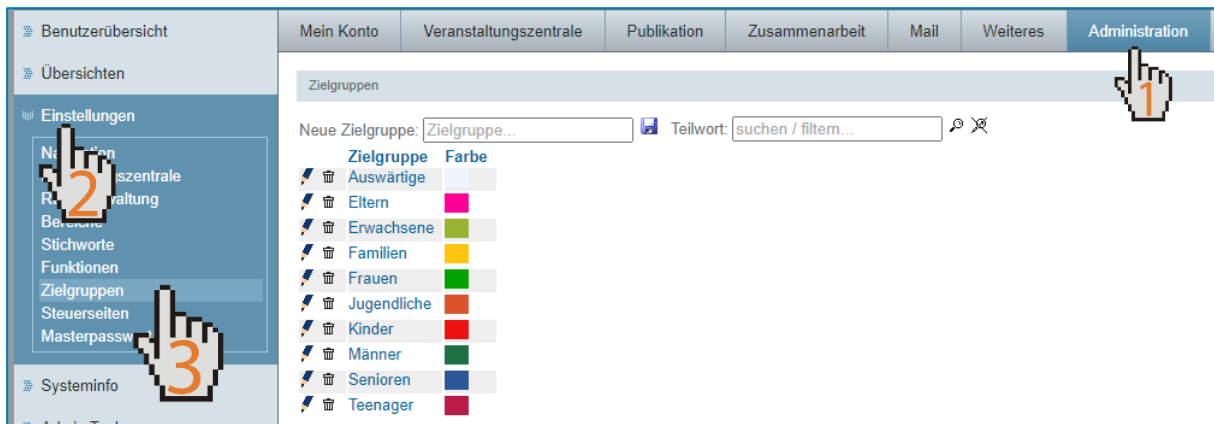 Benutzerübersicht
Übersichten
Einstellungen
Stichworte
Funktionen
Zielgruppen
Steuerseiten
Systeminfo
Mein Konto Veranstaltungszentrale Publikation Zusammenarbeit Mail Weiteres Administration
Zielgruppen
Neue Zielgruppe: Zielgruppe... Teilwort: suchen / filtern...
Zielgruppe Farbe
Auswärtige
Eltern
Erwachsene
Familien
Frauen
Jugendliche
Kinder
Männer
Senioren
Teenager
1
2
3